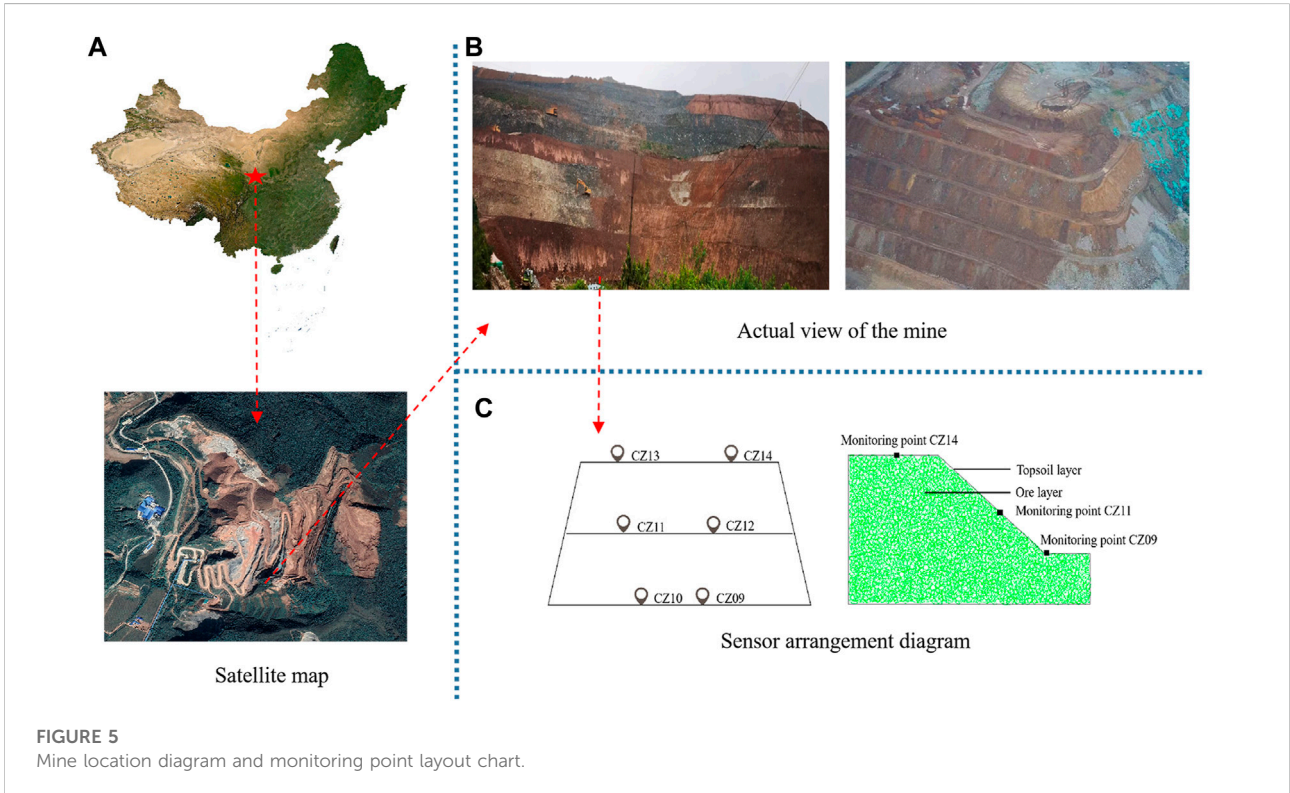 A
B
Actual view of the mine
Satellite map
C
CZ13
CZ14
CZ11
CZ12
CZ10
CZ09
Monitoring point CZ14
Topsoil layer
Ore layer
Monitoring point CZ11
Monitoring point CZ09
Sensor arrangement diagram
FIGURE 5
Mine location diagram and monitoring point layout chart.